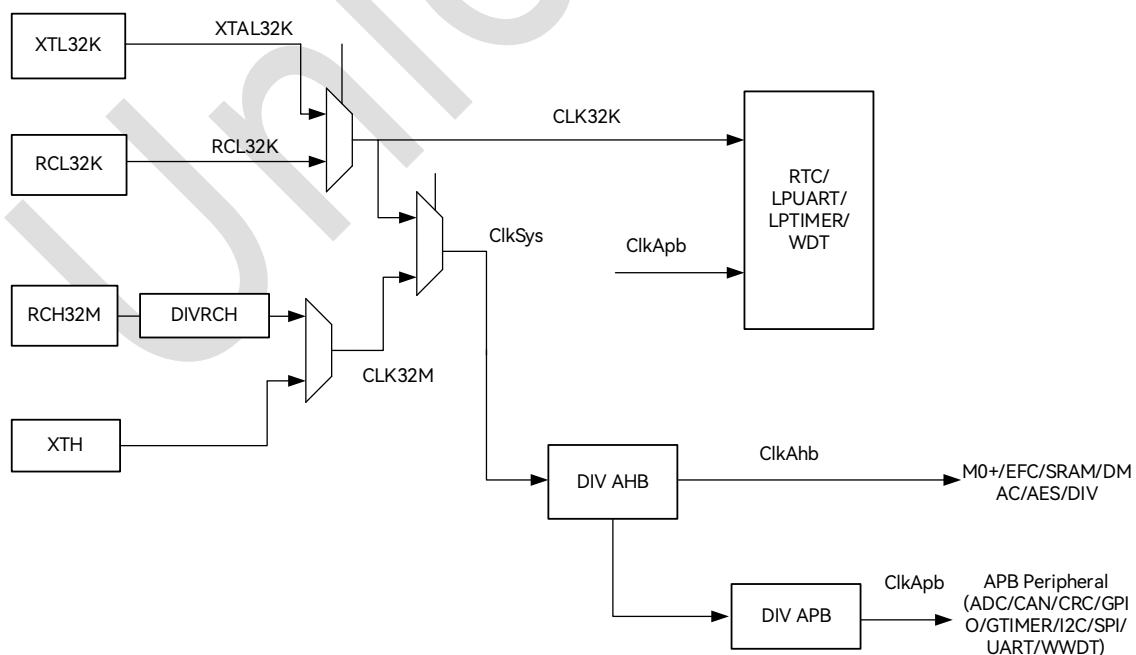 XTL32K
XTAL32K
RCL32K
RCL32K
CLK32K
RTC/
LPUART/
LPTIMER/
WDT
ClkApb
ClkSys
RCH32M
DIVRCH
CLK32M
XTH
DIV AHB
ClkAhb
M0+/EFC/SRAM/DM
AC/AES/DIV
DIV APB
ClkApb
APB Peripheral
(ADC/CAN/CRC/GPI
O/GTIMER/I2C/SPI/
UART/WWDT)